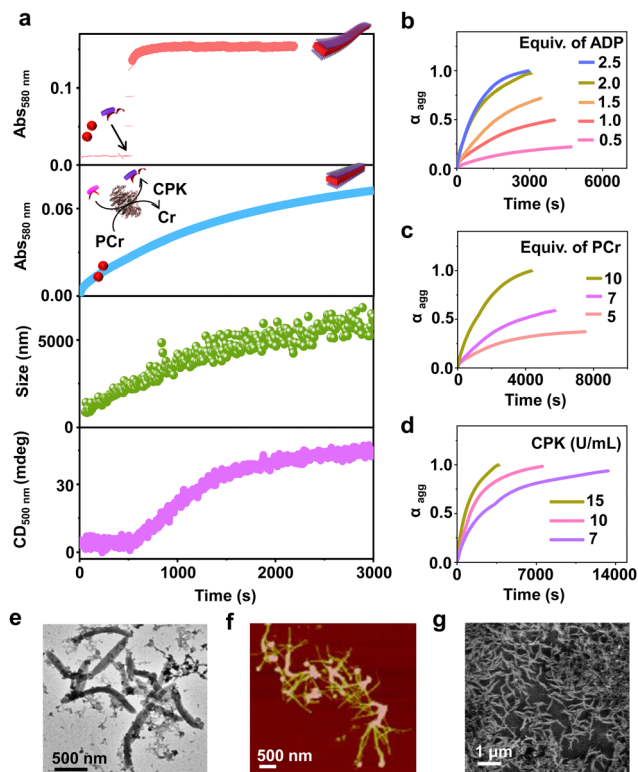 a
Abs580 nm
0.1
0.0
Abs580 nm
0.06
0.00
CPK
Cr
PCr
Size (nm)
5000
0
CD500 nm (mdeg)
30
0
0 1000 2000 3000
Time (s)
b
Equiv. of ADP
α agg
1.0
0.5
0.0
2.5
2.0
1.5
1.0
0.5
0 3000 6000
Time (s)
c
Equiv. of PCr
α agg
1.0
0.5
0.0
10
7
5
0 4000 8000
Time (s)
d
CPK (U/mL)
α agg
1.0
0.5
0.0
15
10
7
0 7000 14000
Time (s)
e
500 nm
f
500 nm
g
1 μm